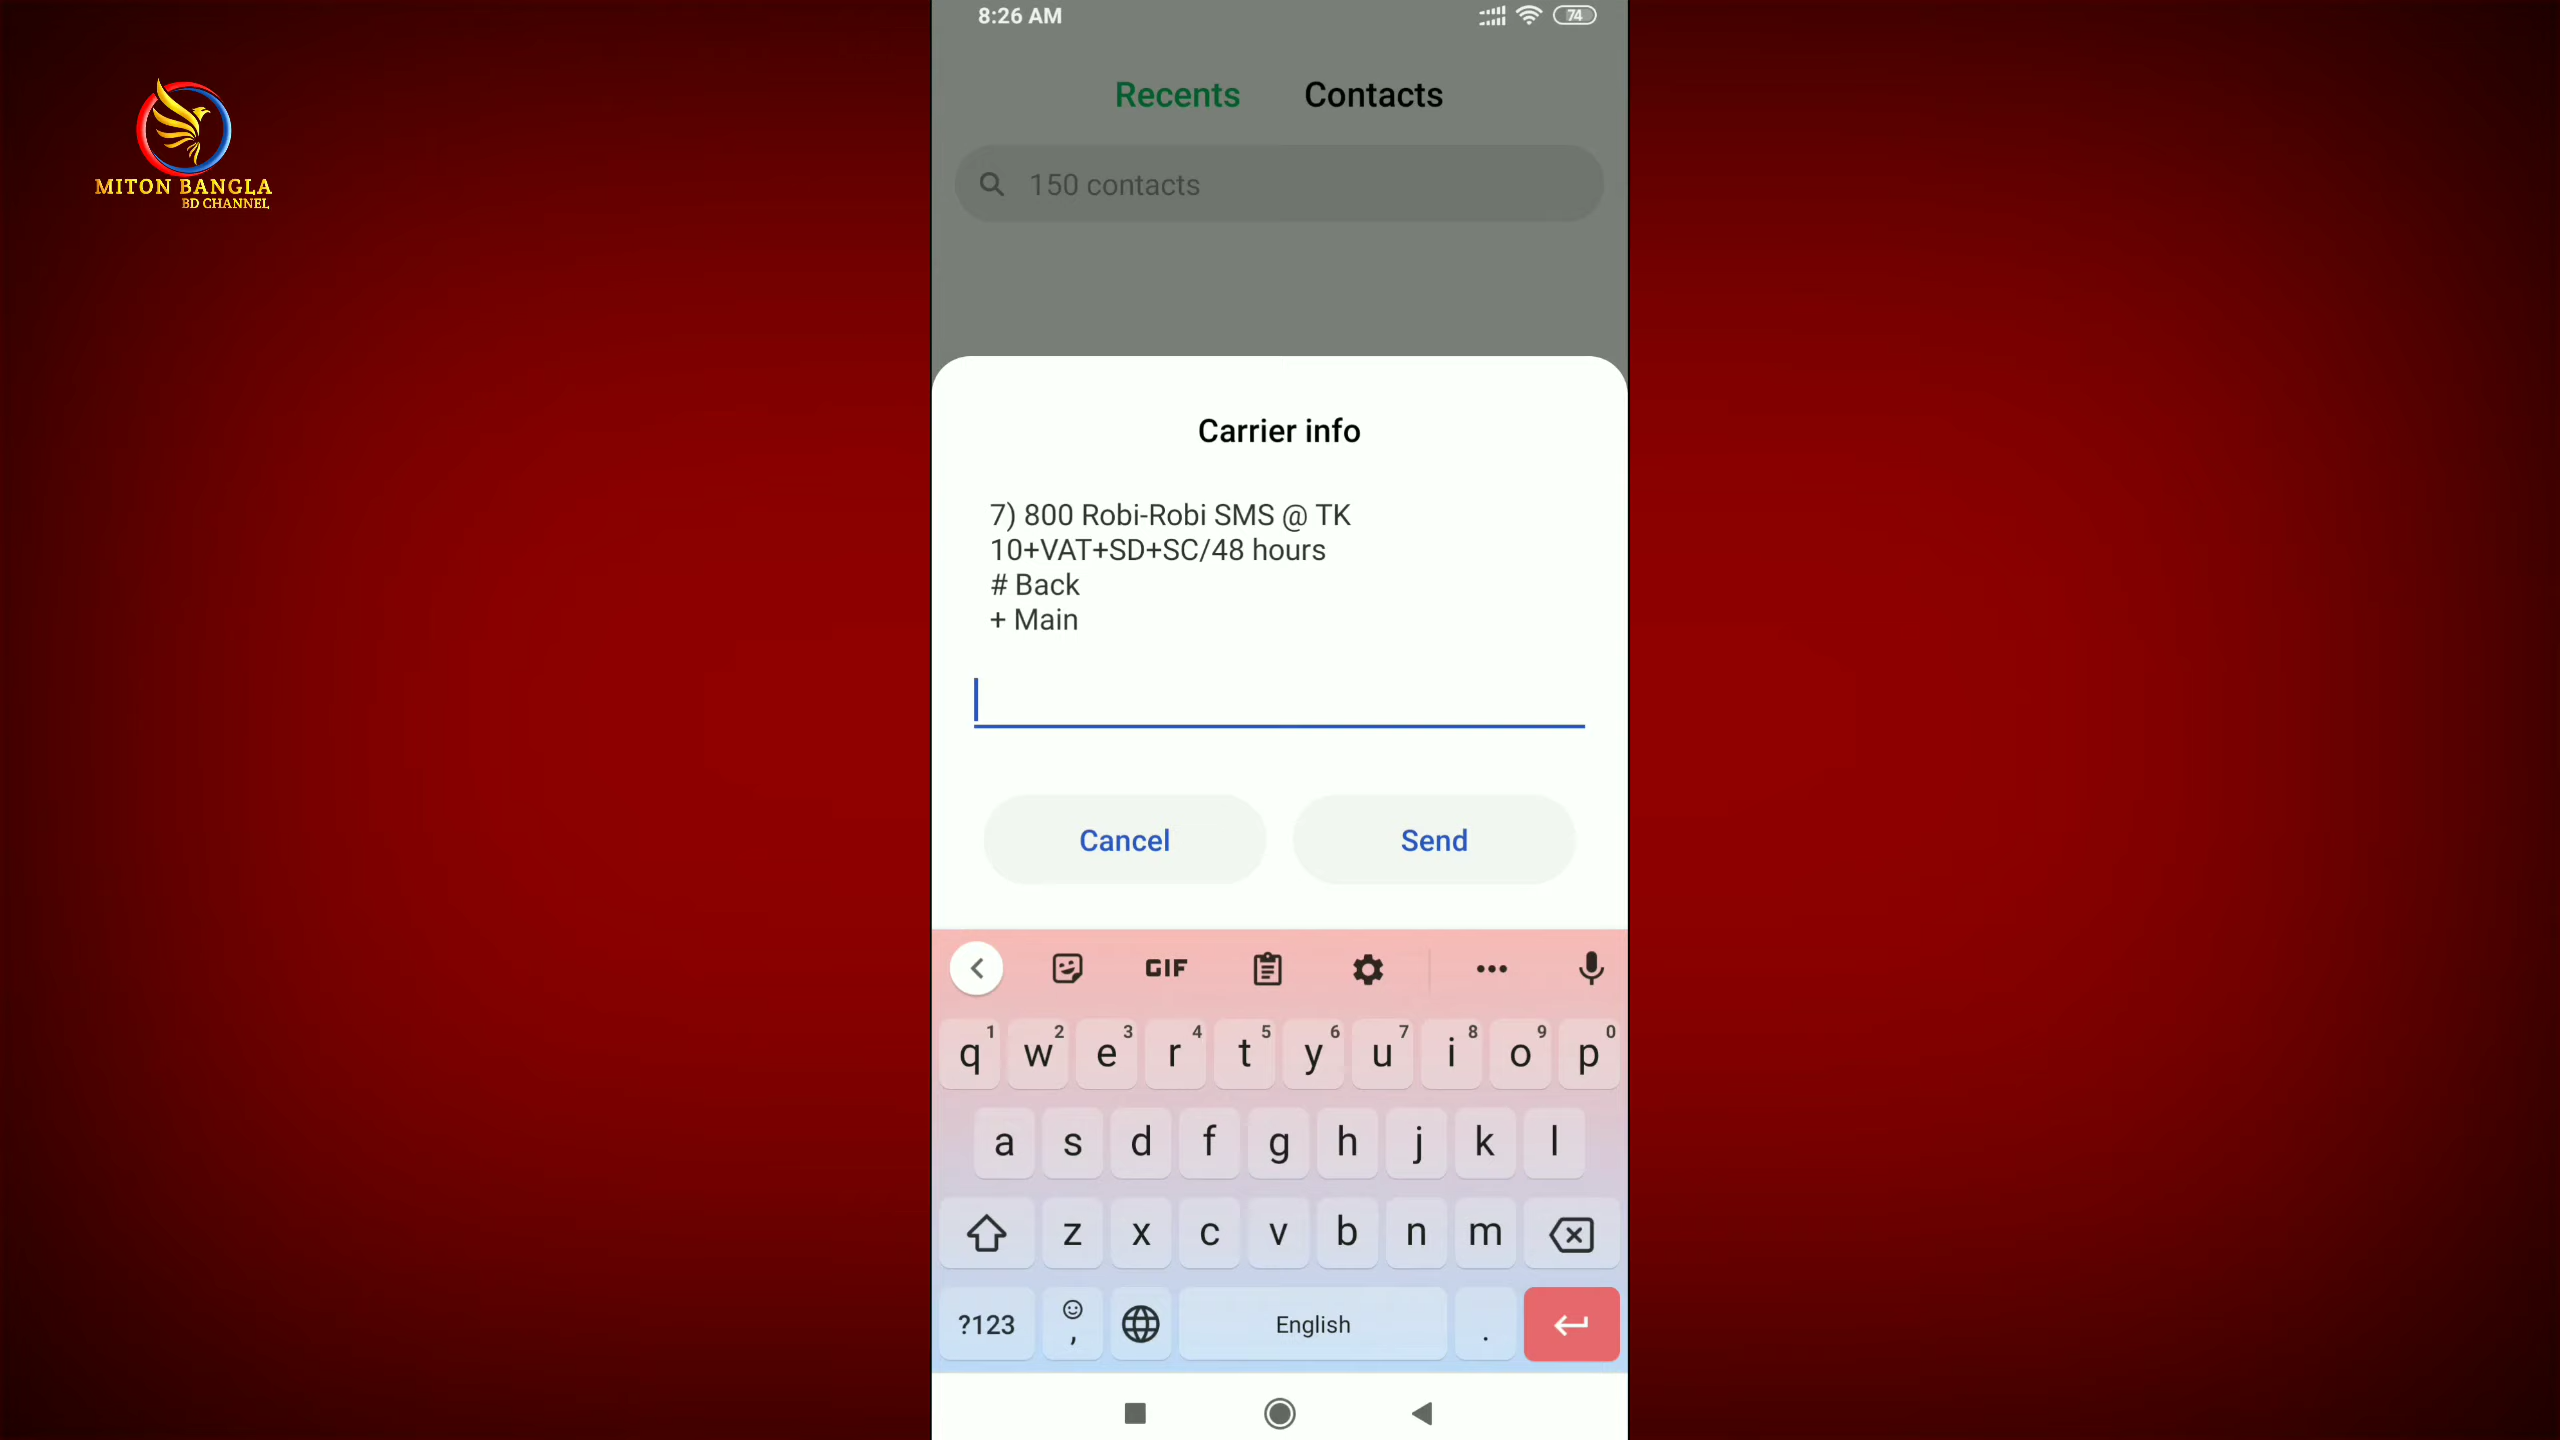 MITON BANGLA
BD CHANNEL
8:26 AM
74
Recents Contacts
150 contacts
Carrier info
7) 800 Robi-Robi SMS @ TK
10+VAT+SD+SC/48 hours
# Back
+ Main
Cancel Send
GIF
q 1 w 2 e 3 r 4 t 5 y 6 u 7 i 8 o 9 p 0
a s d f g h j k l
z x c v b n m
?123 , English .